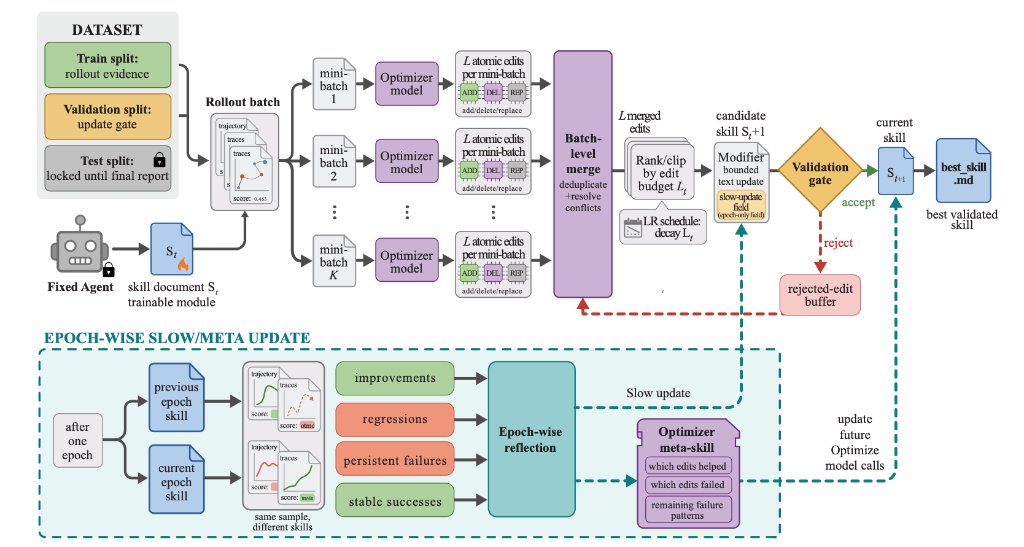 DATASET
Train split:
rollout evidence
Validation split:
update gate
Test split:
locked until final report
Fixed Agent
S_t
skill document S_t
trainable module
Rollout batch
trajectory
traces
traces
score: 0.463
mini-
batch
1
Optimizer
model
L atomic edits
per mini-batch
ADD
DEL
REP
add/delete/replace
mini-
batch
2
Optimizer
model
L atomic edits
per mini-batch
ADD
DEL
REP
add/delete/replace
mini-
batch
K
Optimizer
model
L atomic edits
per mini-batch
ADD
DEL
REP
add/delete/replace
Batch-
level
merge
deduplicate
+resolve
conflicts
L merged
edits
Rank/clip
by edit
budget L_t
LR schedule:
decay L_t
candidate
skill S_t+1
Modifier
bounded
text update
slow-update
field
(epoch-only field)
Validation
gate
accept
reject
rejected-edit
buffer
current
skill
S_t+1
best_skill
.md
best validated
skill
EPOCH-WISE SLOW/META UPDATE
after
one
epoch
previous
epoch
skill
current
epoch
skill
trajectory
traces
score:
score:
trajectory
traces
score:
score:
same sample,
different skills
improvements
regressions
persistent failures
stable successes
Epoch-wise
reflection
Slow update
Optimizer
meta-skill
which edits helped
which edits failed
remaining failure
patterns
update
future
Optimize
model calls